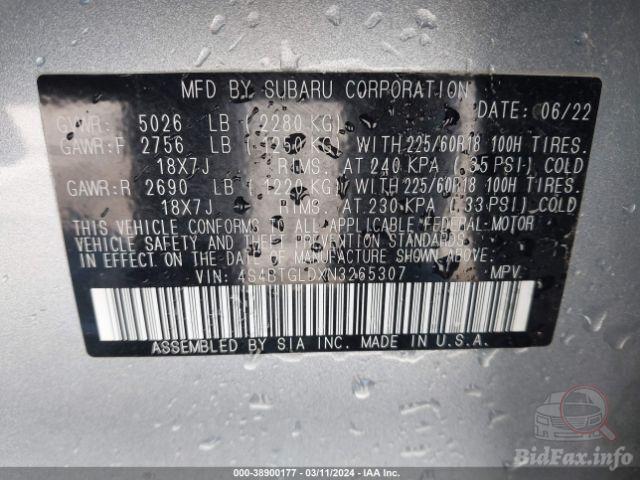 MFD BY SUBARU CORPORATION
DATE: 06/22
GVWR: 5026 LB ( 2280 KG)
GAWR:F 2756 LB ( 1250 KG) WITH 225/60R18 100H TIRES.
18X7J RIMS. AT 240 KPA ( 35 PSI) COLD
GAWR:R 2690 LB ( 1220 KG) WITH 225/60R18 100H TIRES.
18X7J RIMS. AT 230 KPA ( 33 PSI) COLD
THIS VEHICLE CONFORMS TO ALL APPLICABLE FEDERAL MOTOR
VEHICLE SAFETY AND THEFT PREVENTION STANDARDS IN EFFECT
ON THE DATE OF MANUFACTURE SHOWN ABOVE.
VIN: 4S4BTGLDXN3265307 MPV
ASSEMBLED BY SIA INC. MADE IN U.S.A.
000-38900177 - 03/11/2024 - IAA Inc.
BidFax.info